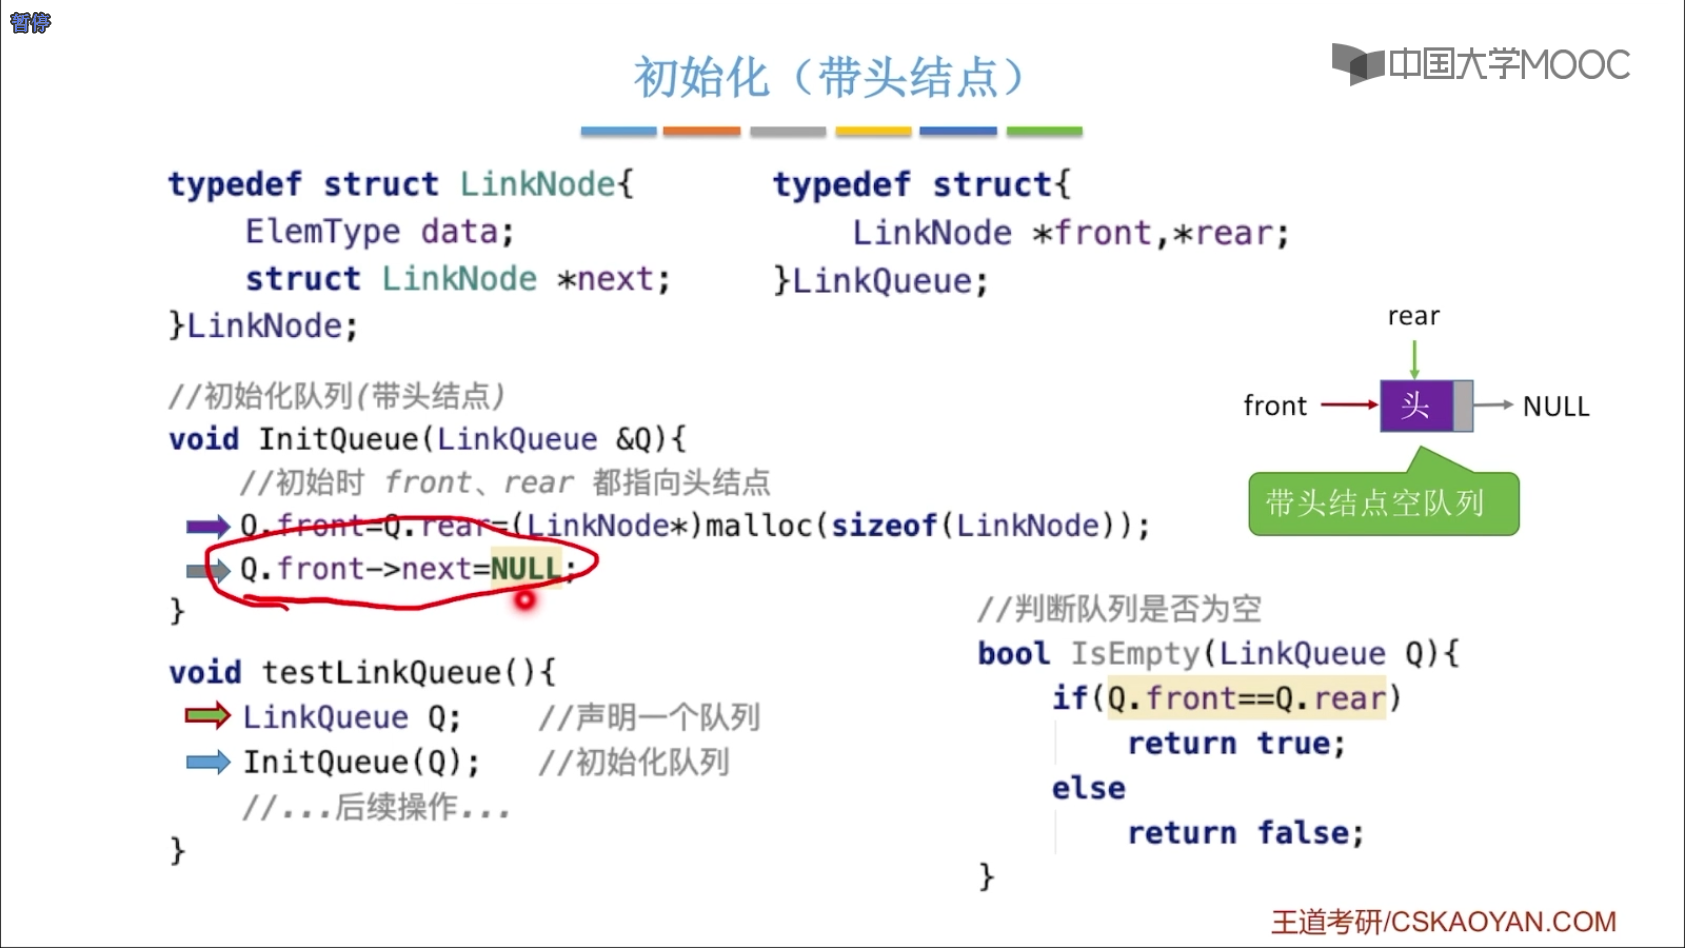 暂停
初始化（带头结点）
中国大学MOOC
typedef struct LinkNode{
ElemType data;
struct LinkNode *next;
}LinkNode;
typedef struct{
LinkNode *front,*rear;
}LinkQueue;
rear
front
头
NULL
带头结点空队列
//初始化队列(带头结点)
void InitQueue(LinkQueue &Q){
//初始时 front、rear 都指向头结点
Q.front=Q.rear=(LinkNode*)malloc(sizeof(LinkNode));
Q.front->next=NULL;
}
void testLinkQueue(){
LinkQueue Q; //声明一个队列
InitQueue(Q); //初始化队列
//...后续操作...
}
//判断队列是否为空
bool IsEmpty(LinkQueue Q){
if(Q.front==Q.rear)
return true;
else
return false;
}
王道考研/CSKAOYAN.COM